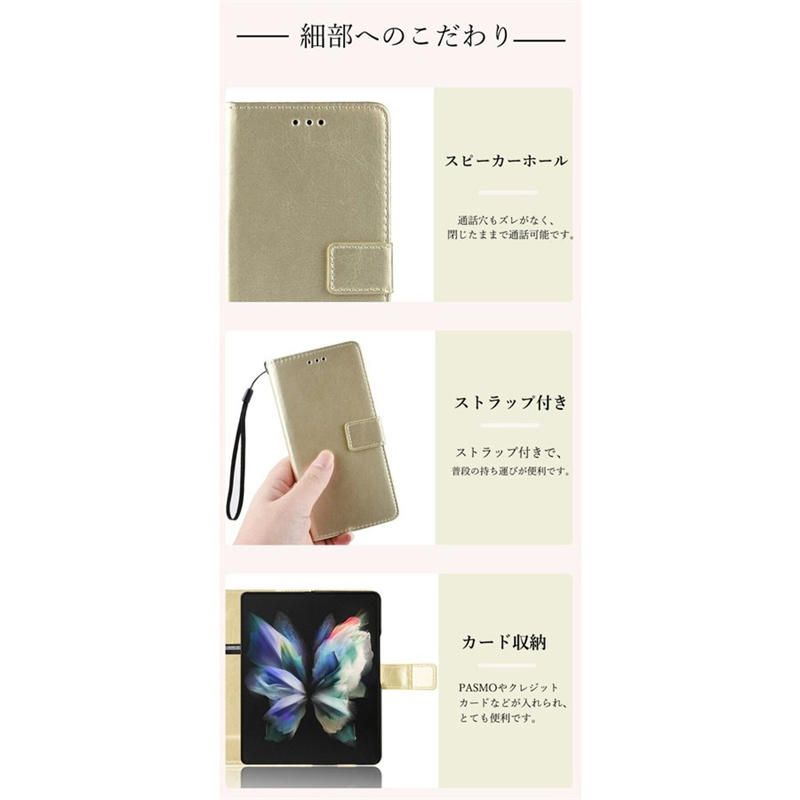 細部へのこだわり
スピーカーホール
通話穴もズレがなく、
閉じたままで通話可能です。
ストラップ付き
ストラップ付きで、
普段の持ち運びが便利です。
カード収納
PASMOやクレジット
カードなどが入れられ、
とても便利です。